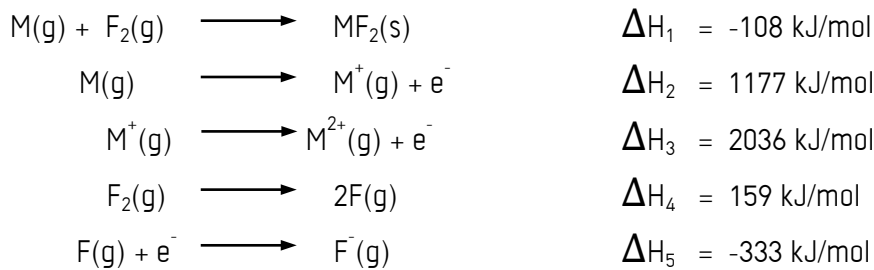 M(g) + F₂(g) ⟶ MF₂(s) ΔH₁ = -108 kJ/mol
M(g) ⟶ M⁺(g) + e⁻ ΔH₂ = 1177 kJ/mol
M⁺(g) ⟶ M²⁺(g) + e⁻ ΔH₃ = 2036 kJ/mol
F₂(g) ⟶ 2F(g) ΔH₄ = 159 kJ/mol
F(g) + e⁻ ⟶ F⁻(g) ΔH₅ = -333 kJ/mol